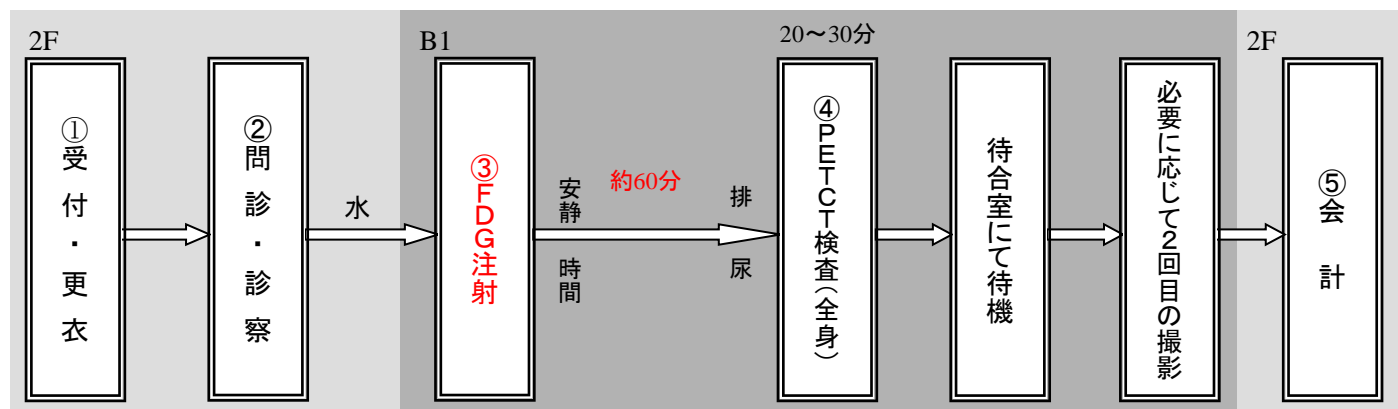 2F
①受付・更衣
②問診・診察
水
B1
③FDG注射
安静
時間
約60分
排
尿
20～30分
④PETCT検査(全身)
待合室にて待機
必要に応じて2回目の撮影
2F
⑤会計